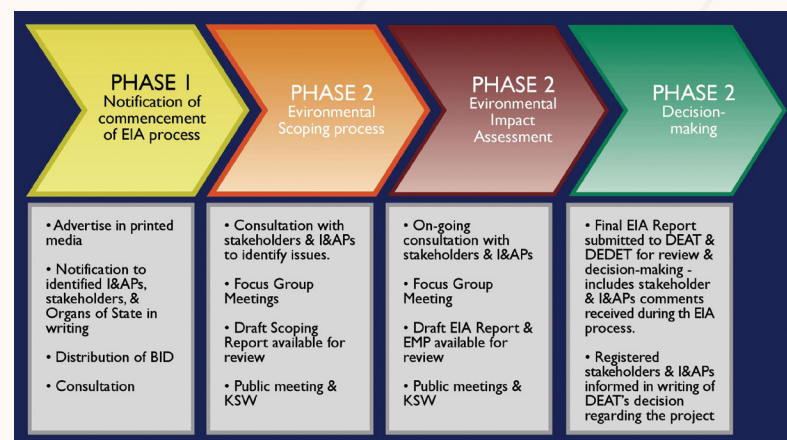 PHASE 1
Notification of
commencement
of EIA process
PHASE 2
Evironmental
Scoping process
PHASE 2
Evironmental
Impact
Assessment
PHASE 2
Decision-
making
• Advertise in printed
media
• Notification to
identified I&APs,
stakeholders, &
Organs of State in
writing
• Distribution of BID
• Consultation
• Consultation with
stakeholders & I&APs
to identify issues.
• Focus Group
Meetings
• Draft Scoping
Report available for
review
• Public meeting &
KSW
• On-going
consultation with
stakeholders & I&APs
• Focus Group
Meeting
• Draft EIA Report &
EMP available for
review
• Public meetings &
KSW
• Final EIA Report
submitted to DEAT &
DEDET for review &
decision-making -
includes stakeholder
& I&APs comments
received during th EIA
process.
• Registered
stakeholders & I&APs
informed in writing of
DEAT's decision
regarding the project